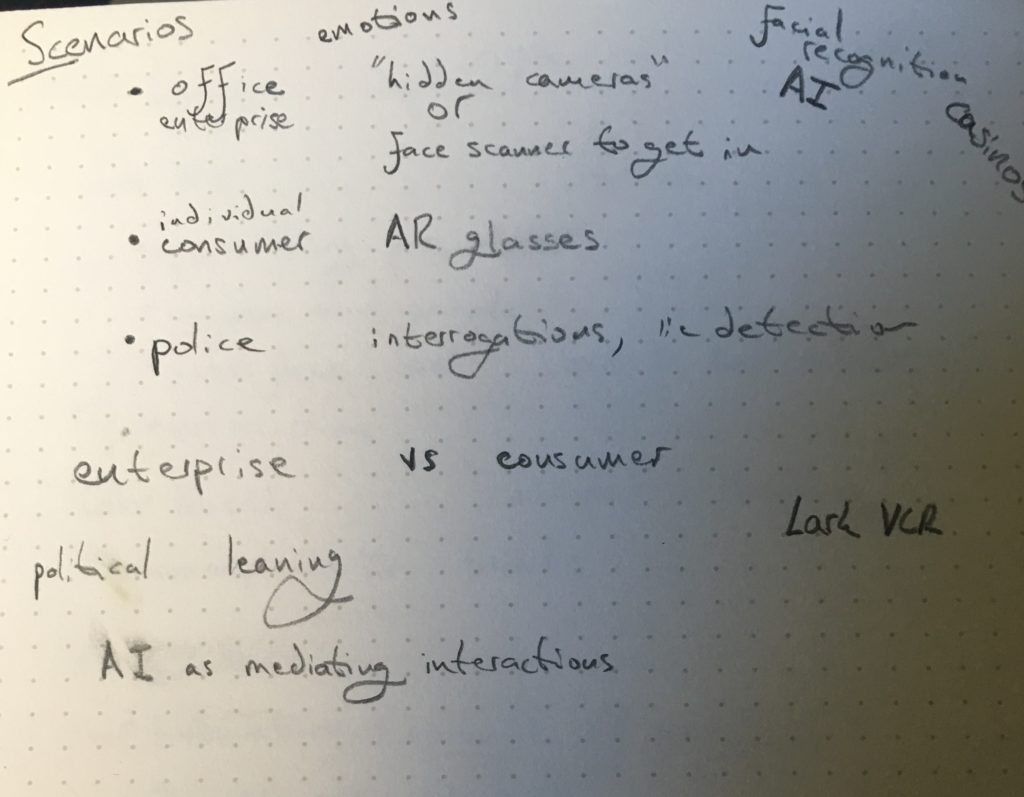 Scenarios
emotions
facial
recognition
AI
casinos
• office
enterprise
"hidden cameras"
or
face scanner to get in
individual
• consumer
AR glasses
• police
interrogations, lie detection
enterprise vs consumer
Lark VCR
political leaning
AI as mediating interactions